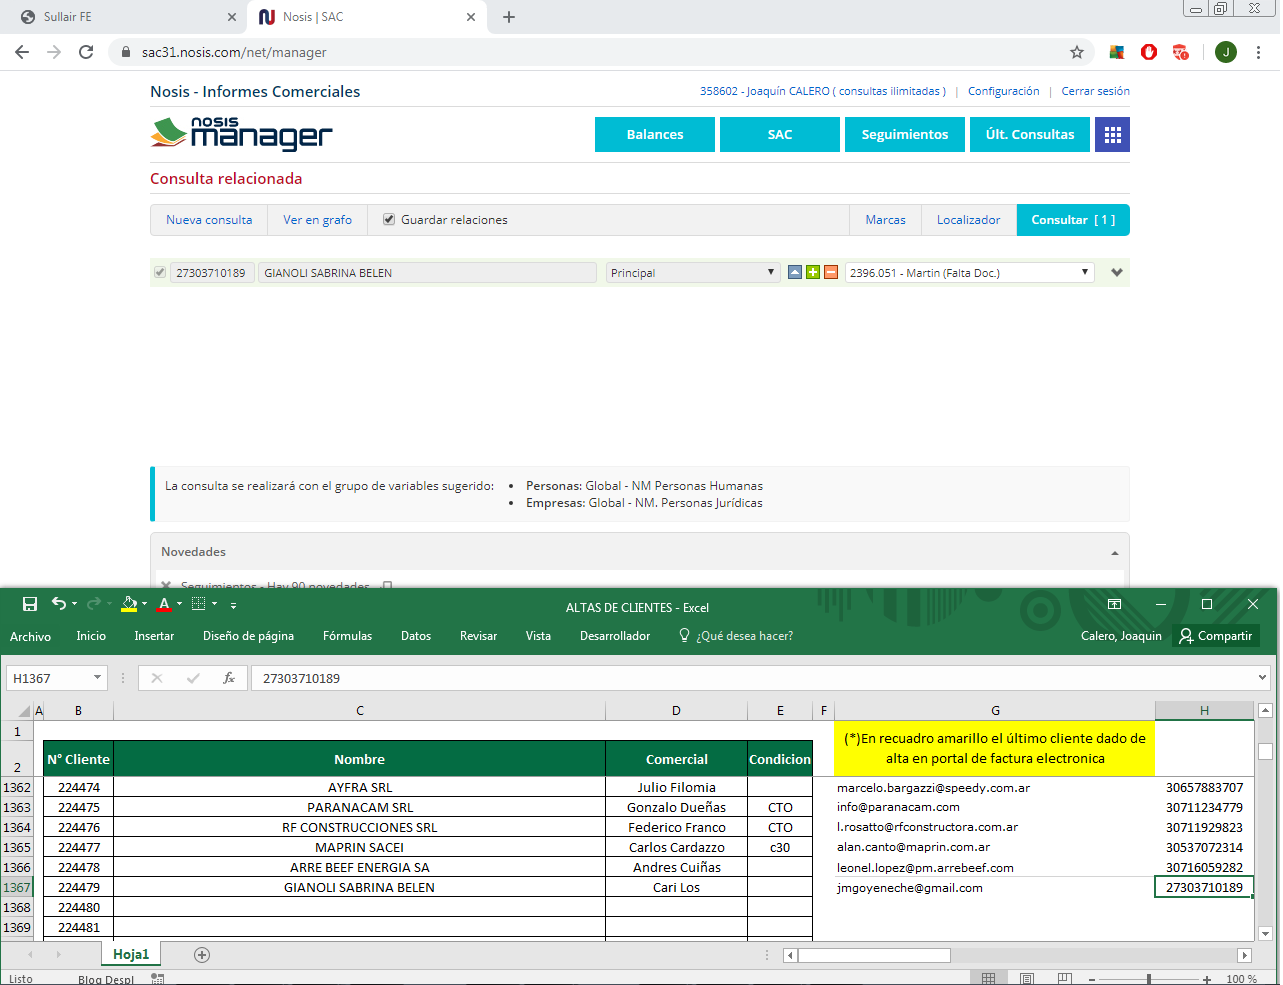 Sullair FE
Nosis | SAC
sac31.nosis.com/net/manager
J
Nosis - Informes Comerciales
358602 - Joaquín CALERO ( consultas ilimitadas ) | Configuración | Cerrar sesión
nosis
manager
Balances
SAC
Seguimientos
Últ. Consultas
Consulta relacionada
Nueva consulta
Ver en grafo
Guardar relaciones
Marcas
Localizador
Consultar [ 1 ]
27303710189
GIANOLI SABRINA BELEN
Principal
2396.051 - Martin (Falta Doc.)
La consulta se realizará con el grupo de variables sugerido:
• Personas: Global - NM Personas Humanas
• Empresas: Global - NM. Personas Jurídicas
Novedades
Seguimientos - Hay 90 novedades
ALTAS DE CLIENTES - Excel
Archivo Inicio Insertar Diseño de página Fórmulas Datos Revisar Vista Desarrollador ¿Qué desea hacer? Calero, Joaquin Compartir
H1367 fx 27303710189
A B C D E F G H
1 (*)En recuadro amarillo el último cliente dado de
alta en portal de factura electronica
2 N° Cliente Nombre Comercial Condicion
1362 224474 AYFRA SRL Julio Filomia marcelo.bargazzi@speedy.com.ar 30657883707
1363 224475 PARANACAM SRL Gonzalo Dueñas CTO info@paranacam.com 30711234779
1364 224476 RF CONSTRUCCIONES SRL Federico Franco CTO l.rosatto@rfconstructora.com.ar 30711929823
1365 224477 MAPRIN SACEI Carlos Cardazzo c30 alan.canto@maprin.com.ar 30537072314
1366 224478 ARRE BEEF ENERGIA SA Andres Cuiñas leonel.lopez@pm.arrebeef.com 30716059282
1367 224479 GIANOLI SABRINA BELEN Cari Los jmgoyeneche@gmail.com 27303710189
1368 224480
1369 224481
Hoja1
Listo Bloq Despl 100 %